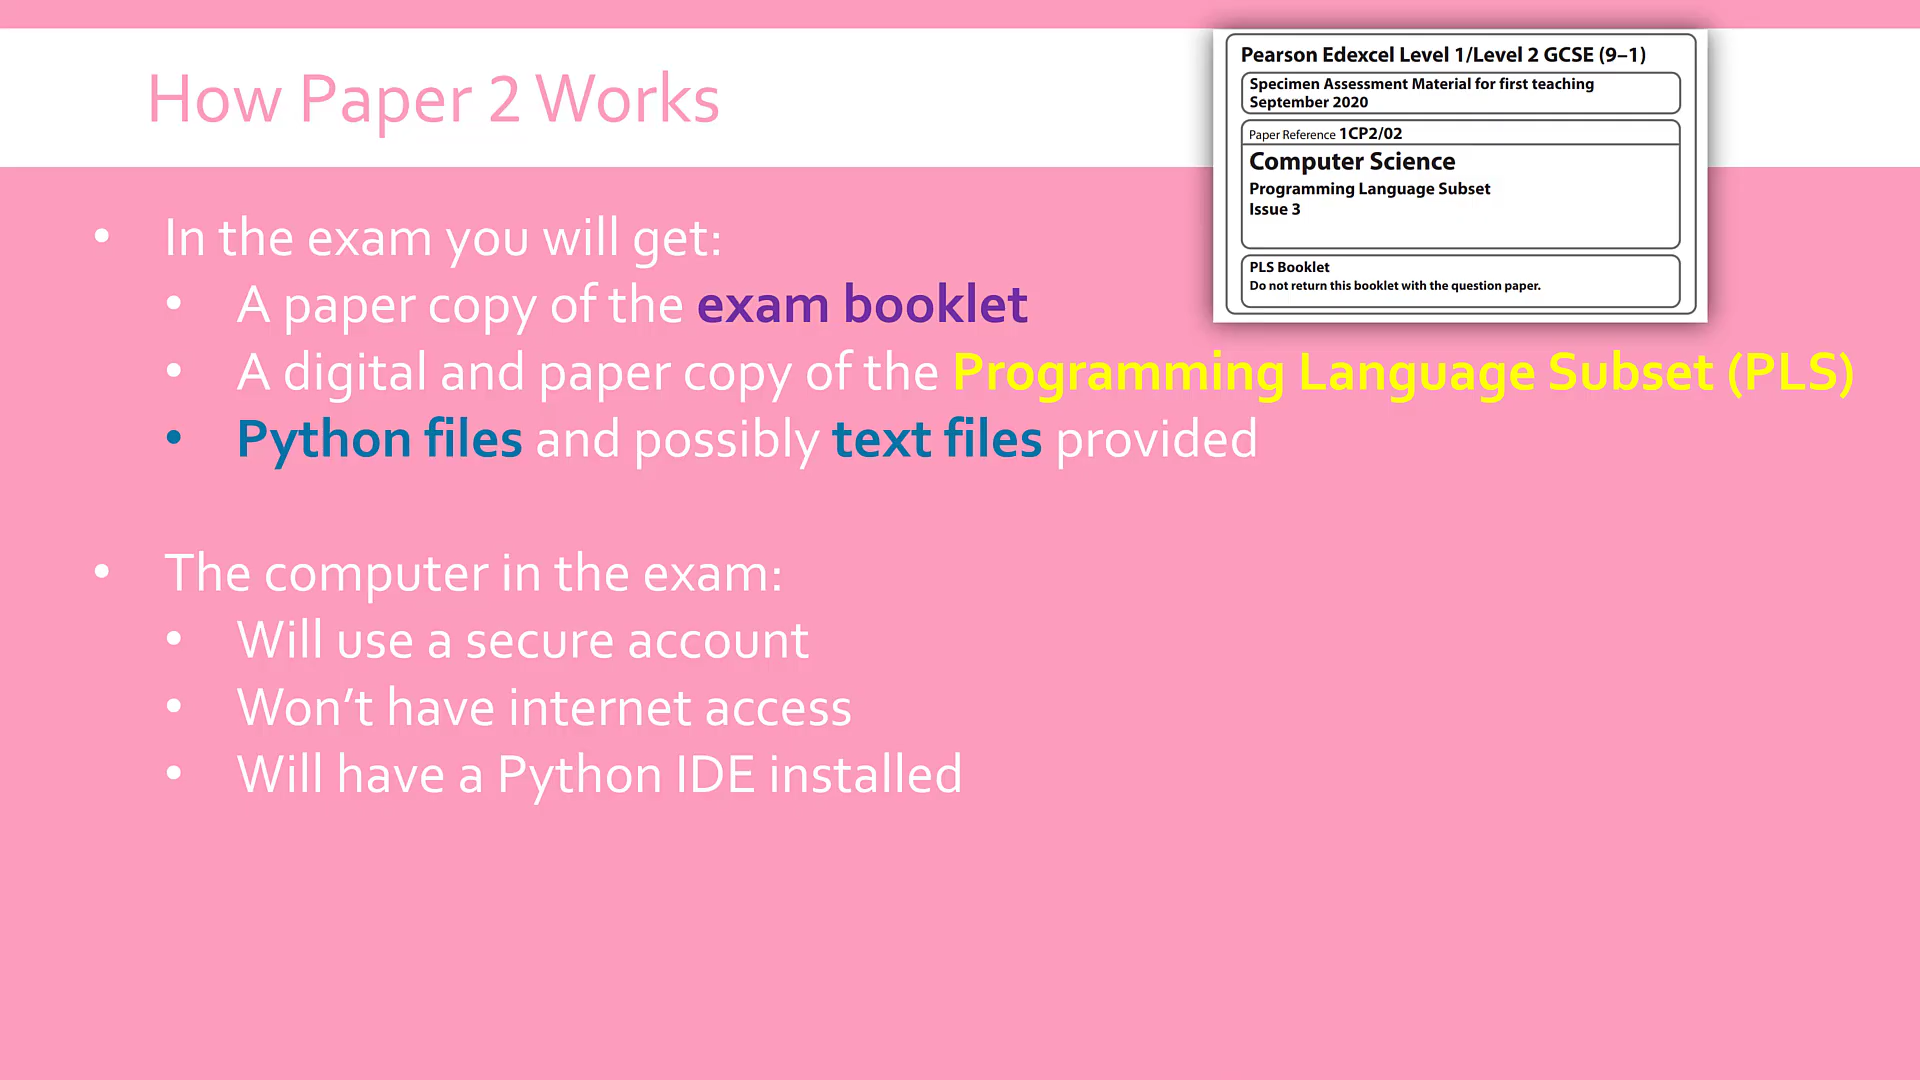 How Paper 2 Works
Pearson Edexcel Level 1/Level 2 GCSE (9–1)
Specimen Assessment Material for first teaching
September 2020
Paper Reference 1CP2/02
Computer Science
Programming Language Subset
Issue 3
PLS Booklet
Do not return this booklet with the question paper.
• In the exam you will get:
• A paper copy of the exam booklet
• A digital and paper copy of the Programming Language Subset (PLS)
• Python files and possibly text files provided
• The computer in the exam:
• Will use a secure account
• Won’t have internet access
• Will have a Python IDE installed